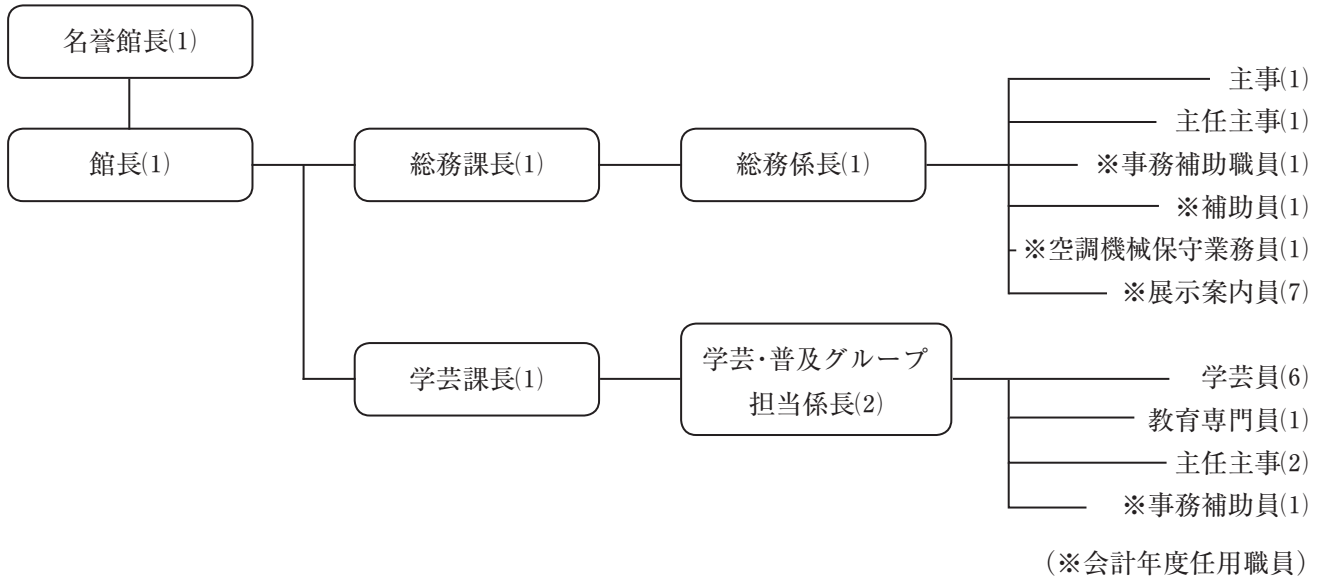 名誉館長(1)
館長(1)
総務課長(1)
総務係長(1)
主事(1)
主任主事(1)
※事務補助職員(1)
※補助員(1)
※空調機械保守業務員(1)
※展示案内員(7)
学芸課長(1)
学芸・普及グループ
担当係長(2)
学芸員(6)
教育専門員(1)
主任主事(2)
※事務補助員(1)
(※会計年度任用職員)